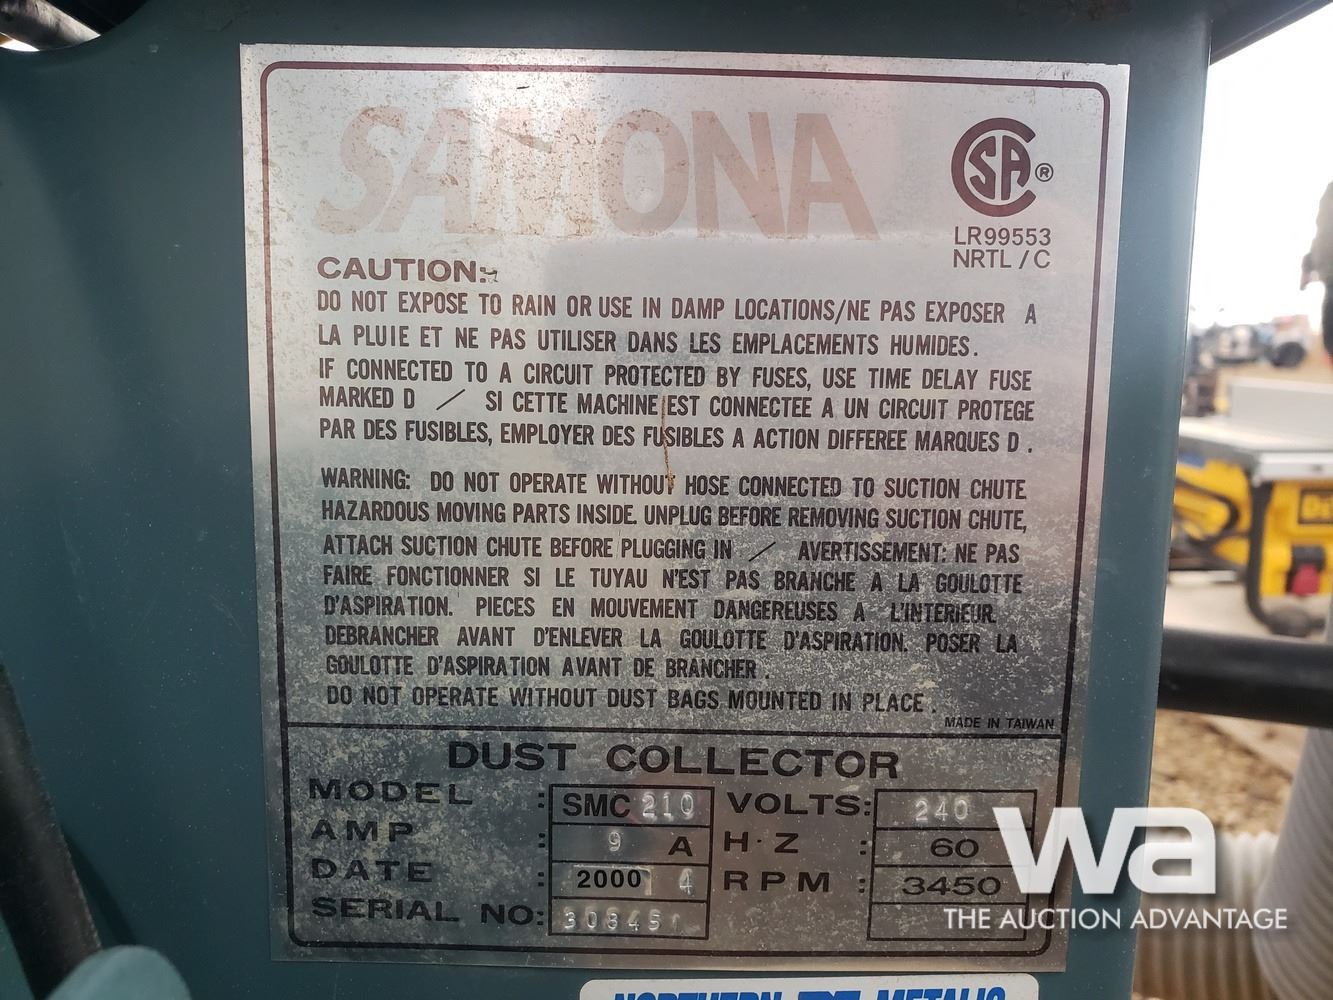 SAMONA
CSA®
LR99553
NRTL / C
CAUTION:
DO NOT EXPOSE TO RAIN OR USE IN DAMP LOCATIONS/NE PAS EXPOSER A
LA PLUIE ET NE PAS UTILISER DANS LES EMPLACEMENTS HUMIDES.
IF CONNECTED TO A CIRCUIT PROTECTED BY FUSES, USE TIME DELAY FUSE
MARKED D / SI CETTE MACHINE EST CONNECTEE A UN CIRCUIT PROTEGE
PAR DES FUSIBLES, EMPLOYER DES FUSIBLES A ACTION DIFFEREE MARQUES D .
WARNING: DO NOT OPERATE WITHOUT HOSE CONNECTED TO SUCTION CHUTE
HAZARDOUS MOVING PARTS INSIDE. UNPLUG BEFORE REMOVING SUCTION CHUTE,
ATTACH SUCTION CHUTE BEFORE PLUGGING IN / AVERTISSEMENT: NE PAS
FAIRE FONCTIONNER SI LE TUYAU N'EST PAS BRANCHE A LA GOULOTTE
D'ASPIRATION. PIECES EN MOUVEMENT DANGEREUSES A L'INTERIEUR.
DEBRANCHER AVANT D'ENLEVER LA GOULOTTE D'ASPIRATION. POSER LA
GOULOTTE D'ASPIRATION AVANT DE BRANCHER .
DO NOT OPERATE WITHOUT DUST BAGS MOUNTED IN PLACE .
MADE IN TAIWAN
DUST COLLECTOR
MODEL : SMC 210 VOLTS: 240
AMP : 9 A H·Z : 60
DATE : 2000 4 RPM : 3450
SERIAL NO: 308451
wa
THE AUCTION ADVANTAGE
NORTHERN METALIC